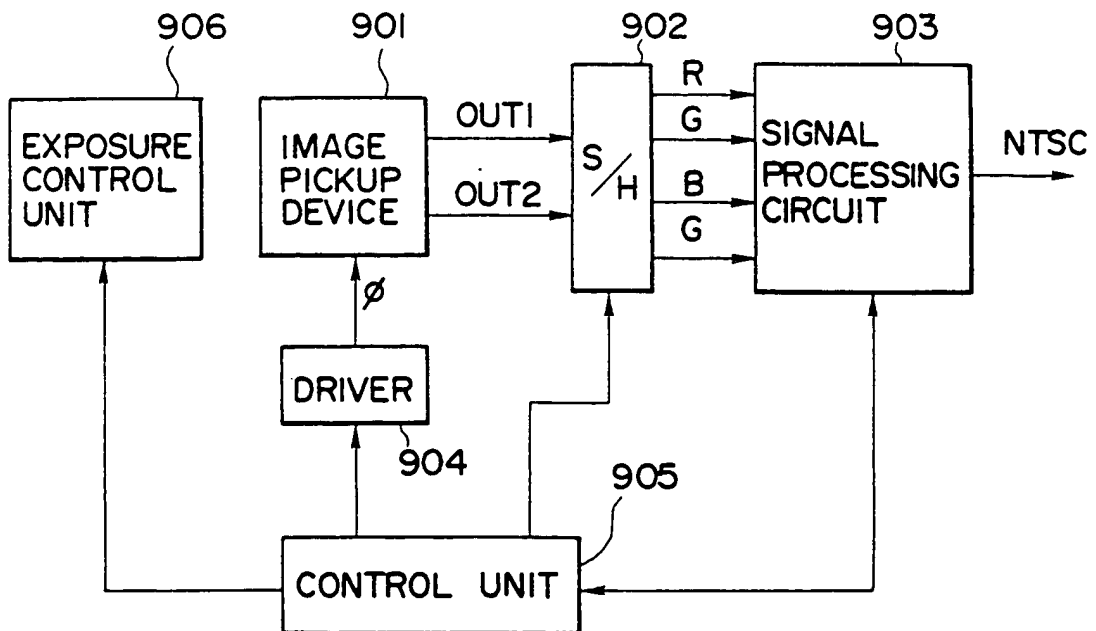 906
901
902
903
EXPOSURE
CONTROL
UNIT
IMAGE
PICKUP
DEVICE
OUT1
OUT2
S/H
R
G
B
G
SIGNAL
PROCESSING
CIRCUIT
NTSC
φ
DRIVER
904
905
CONTROL UNIT